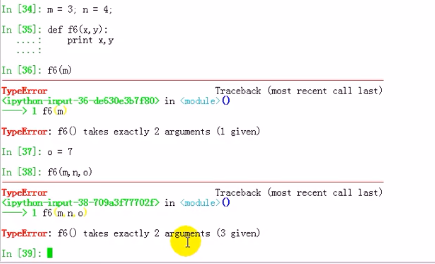 In [34]: m = 3; n = 4;
In [35]: def f6(x,y):
   ....:     print x,y
   ....:
In [36]: f6(m)
TypeError                                 Traceback (most recent call last)
<ipython-input-36-dc630e3b7f80> in <module>()
----> 1 f6(m)
TypeError: f6() takes exactly 2 arguments (1 given)
In [37]: o = 7
In [38]: f6(m,n,o)
TypeError                                 Traceback (most recent call last)
<ipython-input-38-709a3f77702f> in <module>()
----> 1 f6(m,n,o)
TypeError: f6() takes exactly 2 arguments (3 given)
In [39]: